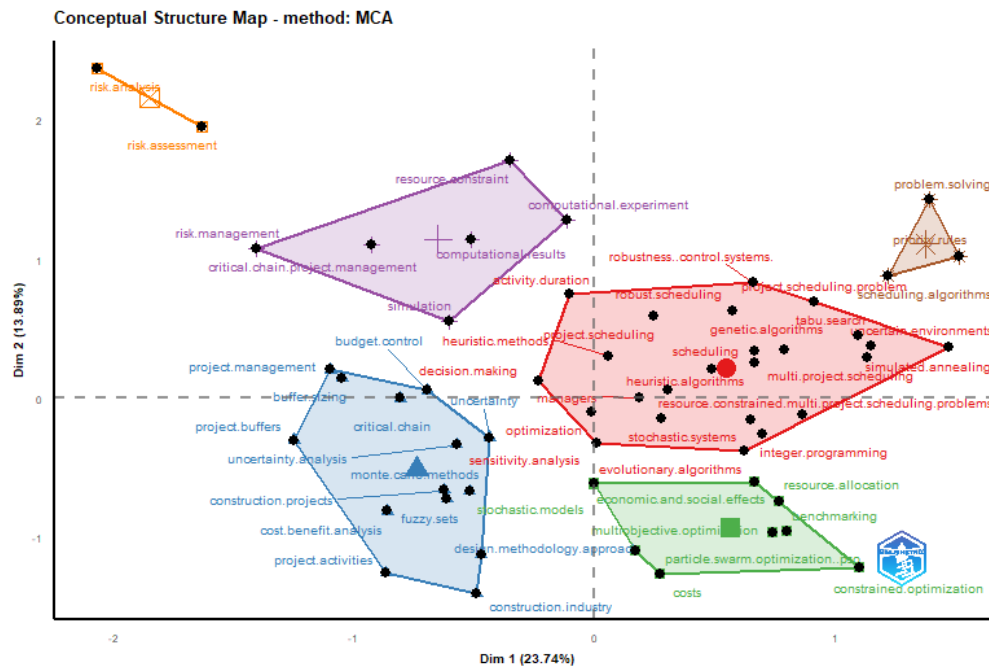 Conceptual Structure Map - method: MCA
2
1
0
-1
Dim 2 (13.89%)
risk.analysis
risk.assessment
resource.constraint
computational.experiment
risk.management
critical.chain.project.management
computational.results
simulation
problem.solving
priority.rules
scheduling.algorithms
robustness..control.systems.
activity.duration
robust.scheduling
project.scheduling.problem
tabu.search
uncertain.environments
genetic.algorithms
project.scheduling
heuristic.methods
scheduling
simulated.annealing
decision.making
heuristic.algorithms
multi.project.scheduling
managers
resource.constrained.multi.project.scheduling.problems
optimization
stochastic.systems
integer.programming
sensitivity.analysis
evolutionary.algorithms
budget.control
project.management
buffer.sizing
uncertainty
project.buffers
critical.chain
uncertainty.analysis
monte.carlo.methods
construction.projects
fuzzy.sets
cost.benefit.analysis
project.activities
design.methodology.approach
construction.industry
resource.allocation
economic.and.social.effects
benchmarking
stochastic.models
multiobjective.optimization
particle.swarm.optimization..pso.
costs
constrained.optimization
-2
-1
0
1
Dim 1 (23.74%)